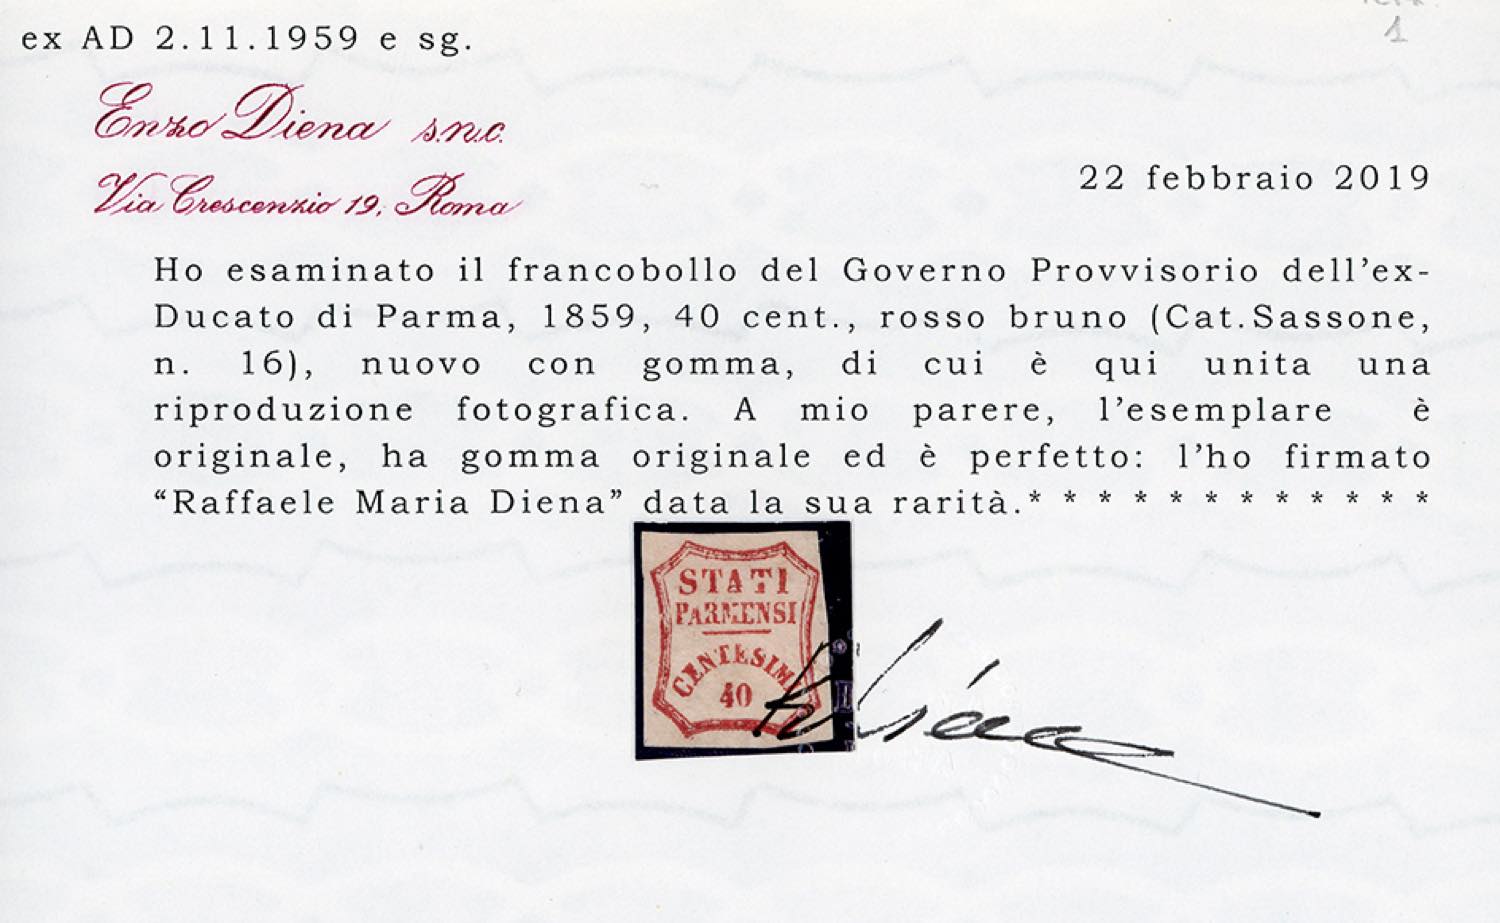 ex AD 2.11.1959 e sg.
1
Enzo Diena s.n.c.
Via Crescenzio 19, Roma
22 febbraio 2019
Ho esaminato il francobollo del Governo Provvisorio dell'ex-
Ducato di Parma, 1859, 40 cent., rosso bruno (Cat.Sassone,
n. 16), nuovo con gomma, di cui è qui unita una
riproduzione fotografica. A mio parere, l'esemplare è
originale, ha gomma originale ed è perfetto: l'ho firmato
“Raffaele Maria Diena” data la sua rarità.* * * * * * * * * * * *
STATI
PARMENSI
CENTESIMI
40